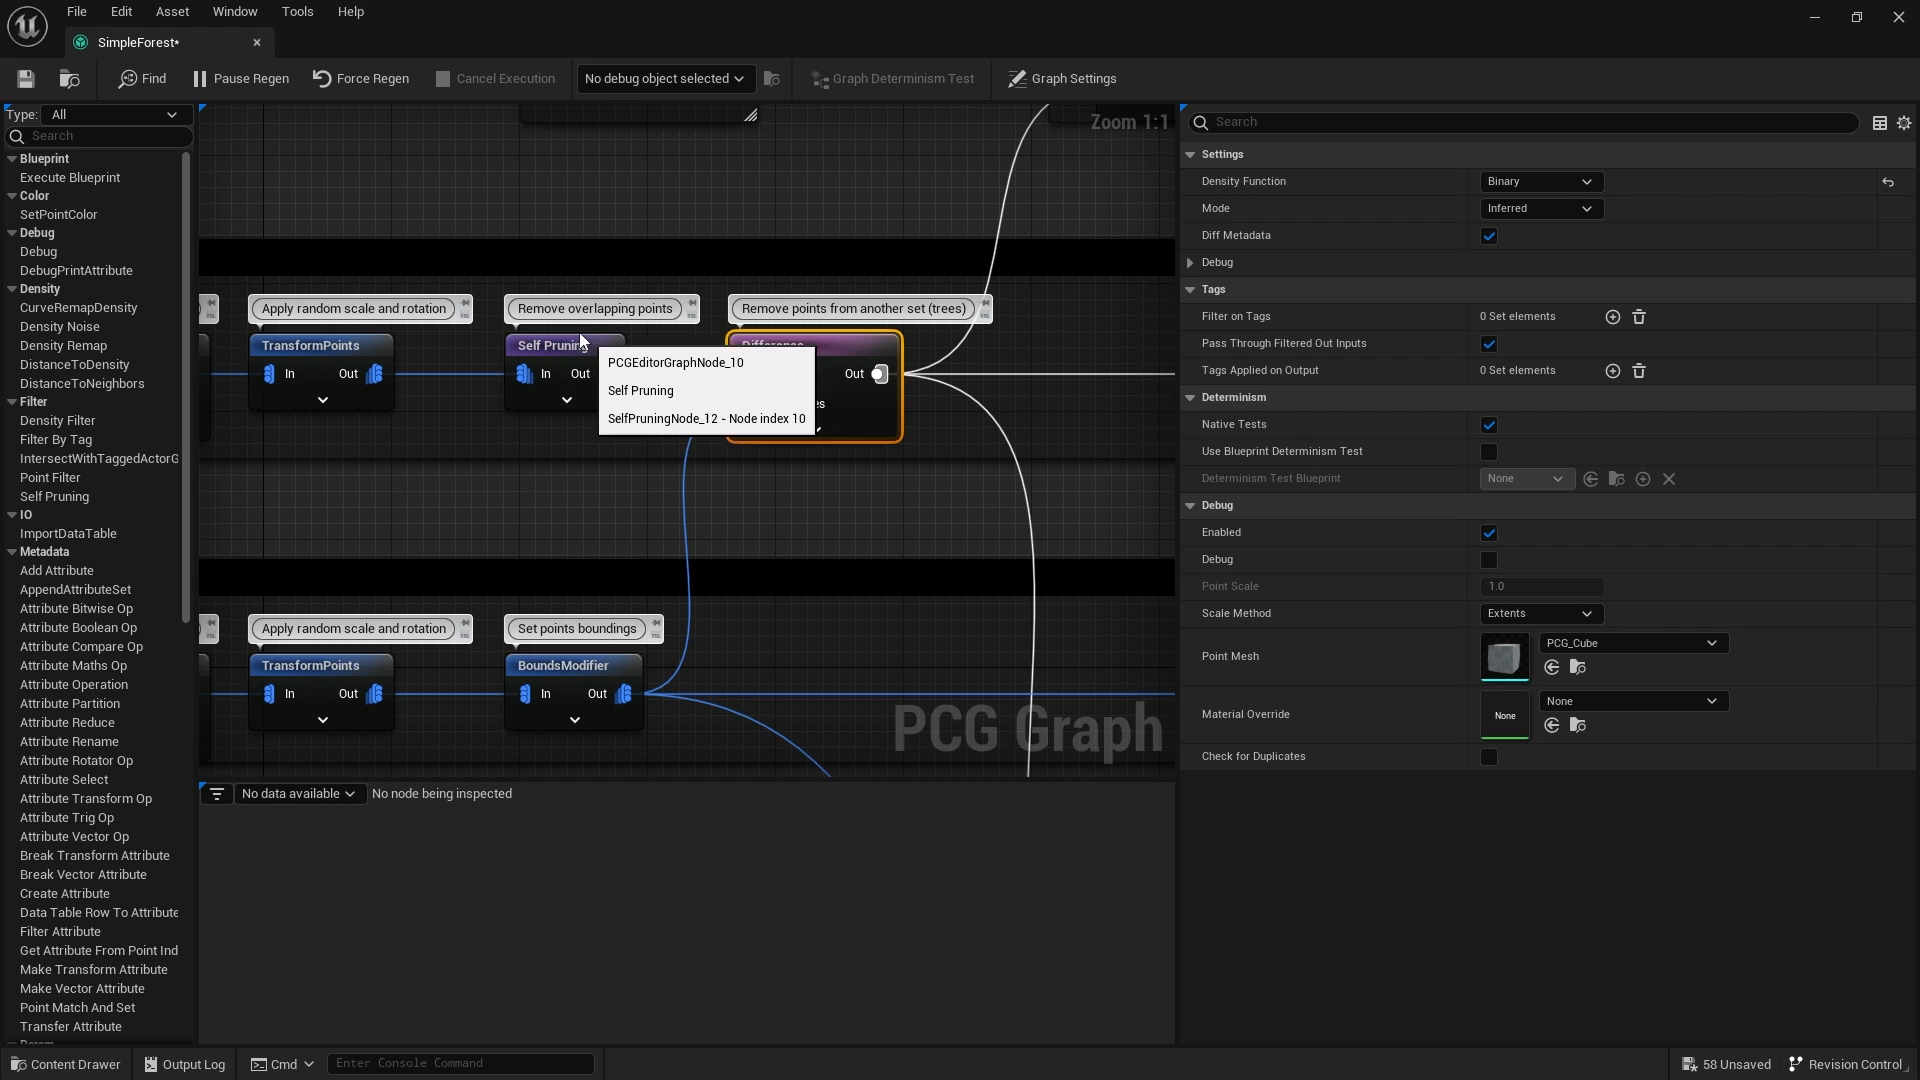 File Edit Asset Window Tools Help
SimpleForest*
Find Pause Regen Force Regen Cancel Execution No debug object selected Graph Determinism Test Graph Settings
Type: All
Search
Blueprint
Execute Blueprint
Color
SetPointColor
Debug
Debug
DebugPrintAttribute
Density
CurveRemapDensity
Density Noise
Density Remap
DistanceToDensity
DistanceToNeighbors
Filter
Density Filter
Filter By Tag
IntersectWithTaggedActorG
Point Filter
Self Pruning
IO
ImportDataTable
Metadata
Add Attribute
AppendAttributeSet
Attribute Bitwise Op
Attribute Boolean Op
Attribute Compare Op
Attribute Maths Op
Attribute Operation
Attribute Partition
Attribute Reduce
Attribute Rename
Attribute Rotator Op
Attribute Select
Attribute Transform Op
Attribute Trig Op
Attribute Vector Op
Break Transform Attribute
Break Vector Attribute
Create Attribute
Data Table Row To Attribute
Filter Attribute
Get Attribute From Point Ind
Make Transform Attribute
Make Vector Attribute
Point Match And Set
Transfer Attribute
Zoom 1:1
Apply random scale and rotation
TransformPoints
In Out
Remove overlapping points
Self Pruning
In Out
PCGEditorGraphNode_10
Self Pruning
SelfPruningNode_12 - Node index 10
Remove points from another set (trees)
Difference
Out
es
Apply random scale and rotation
TransformPoints
In Out
Set points boundings
BoundsModifier
In Out
PCG Graph
No data available No node being inspected
Search
Settings
Density Function Binary
Mode Inferred
Diff Metadata
Debug
Tags
Filter on Tags 0 Set elements
Pass Through Filtered Out Inputs
Tags Applied on Output 0 Set elements
Determinism
Native Tests
Use Blueprint Determinism Test
Determinism Test Blueprint None
Debug
Enabled
Debug
Point Scale 1.0
Scale Method Extents
Point Mesh PCG_Cube
Material Override None None
Check for Duplicates
Content Drawer Output Log Cmd Enter Console Command 58 Unsaved Revision Control